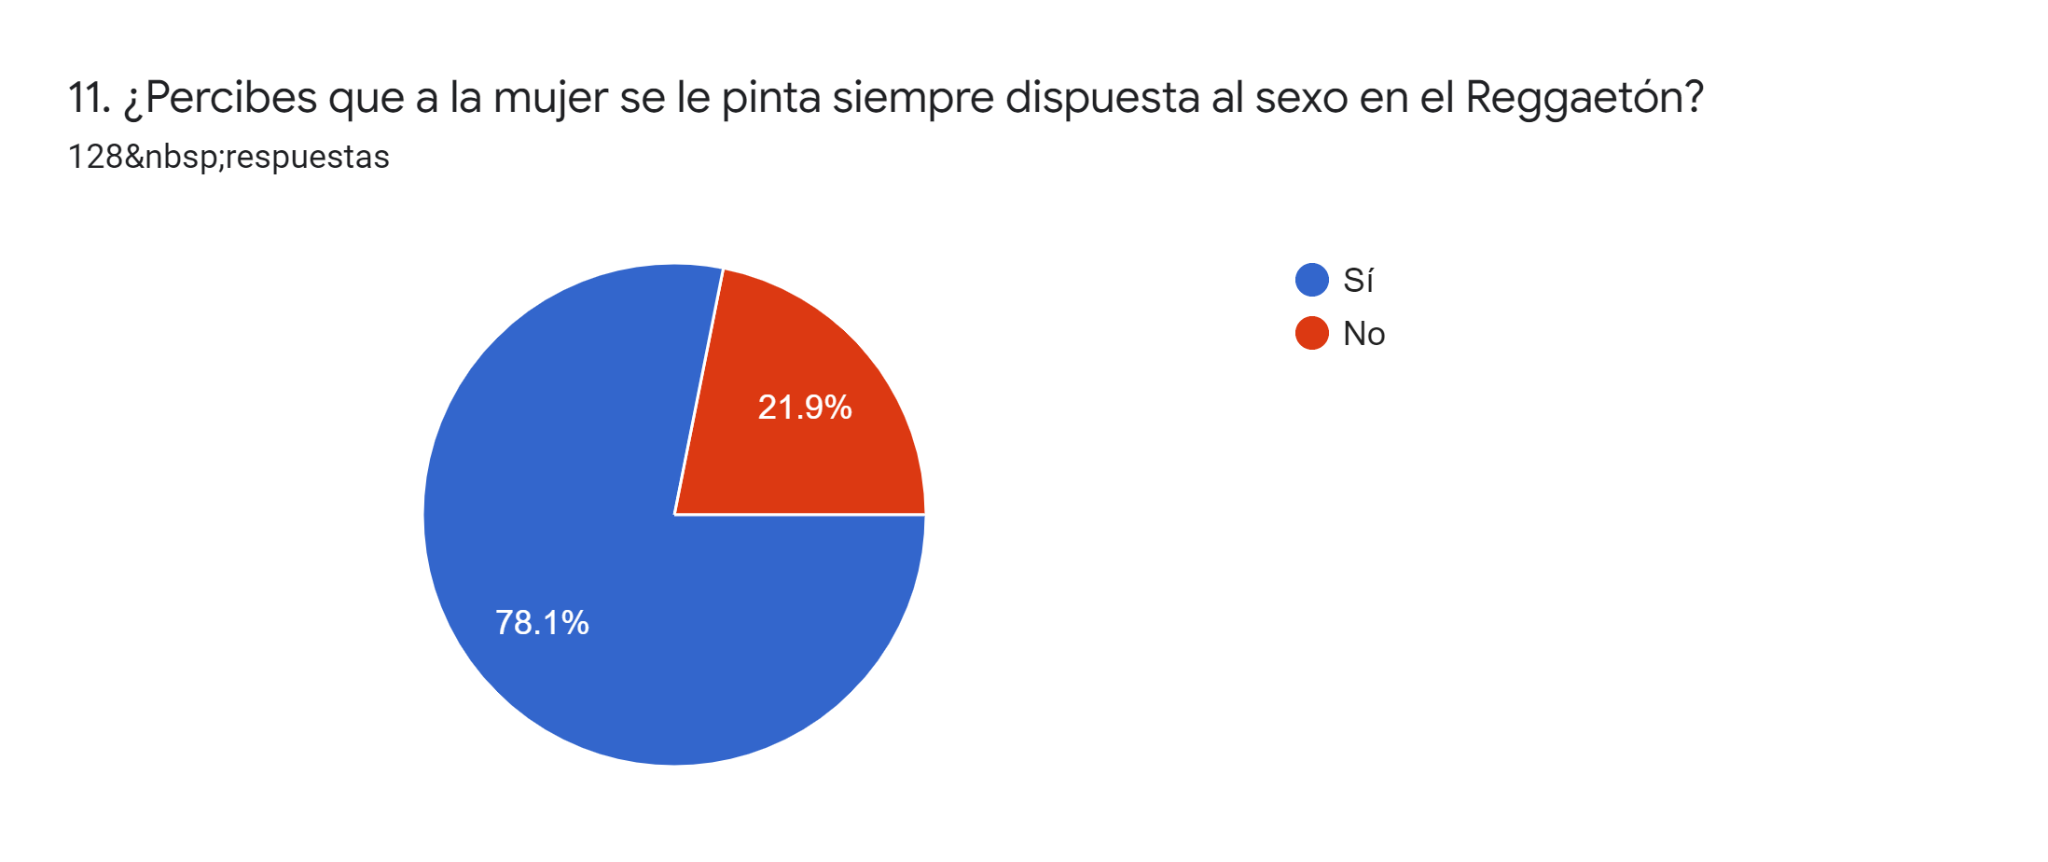 11. ¿Percibes que a la mujer se le pinta siempre dispuesta al sexo en el Reggaetón?
128&nbsp;respuestas
Sí
No
21.9%
78.1%